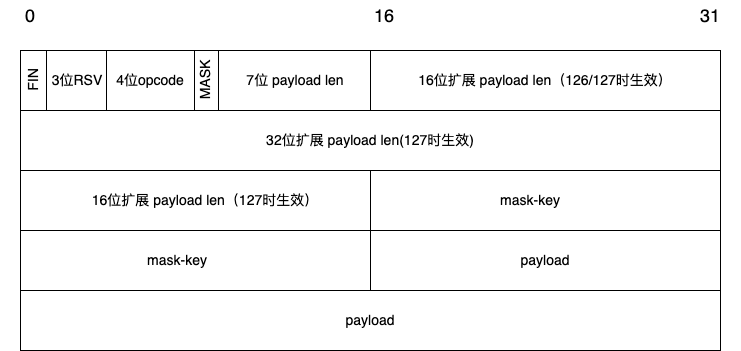 0 16 31
FIN 3位RSV 4位opcode MASK 7位 payload len 16位扩展 payload len（126/127时生效）
32位扩展 payload len(127时生效)
16位扩展 payload len（127时生效） mask-key
mask-key payload
payload